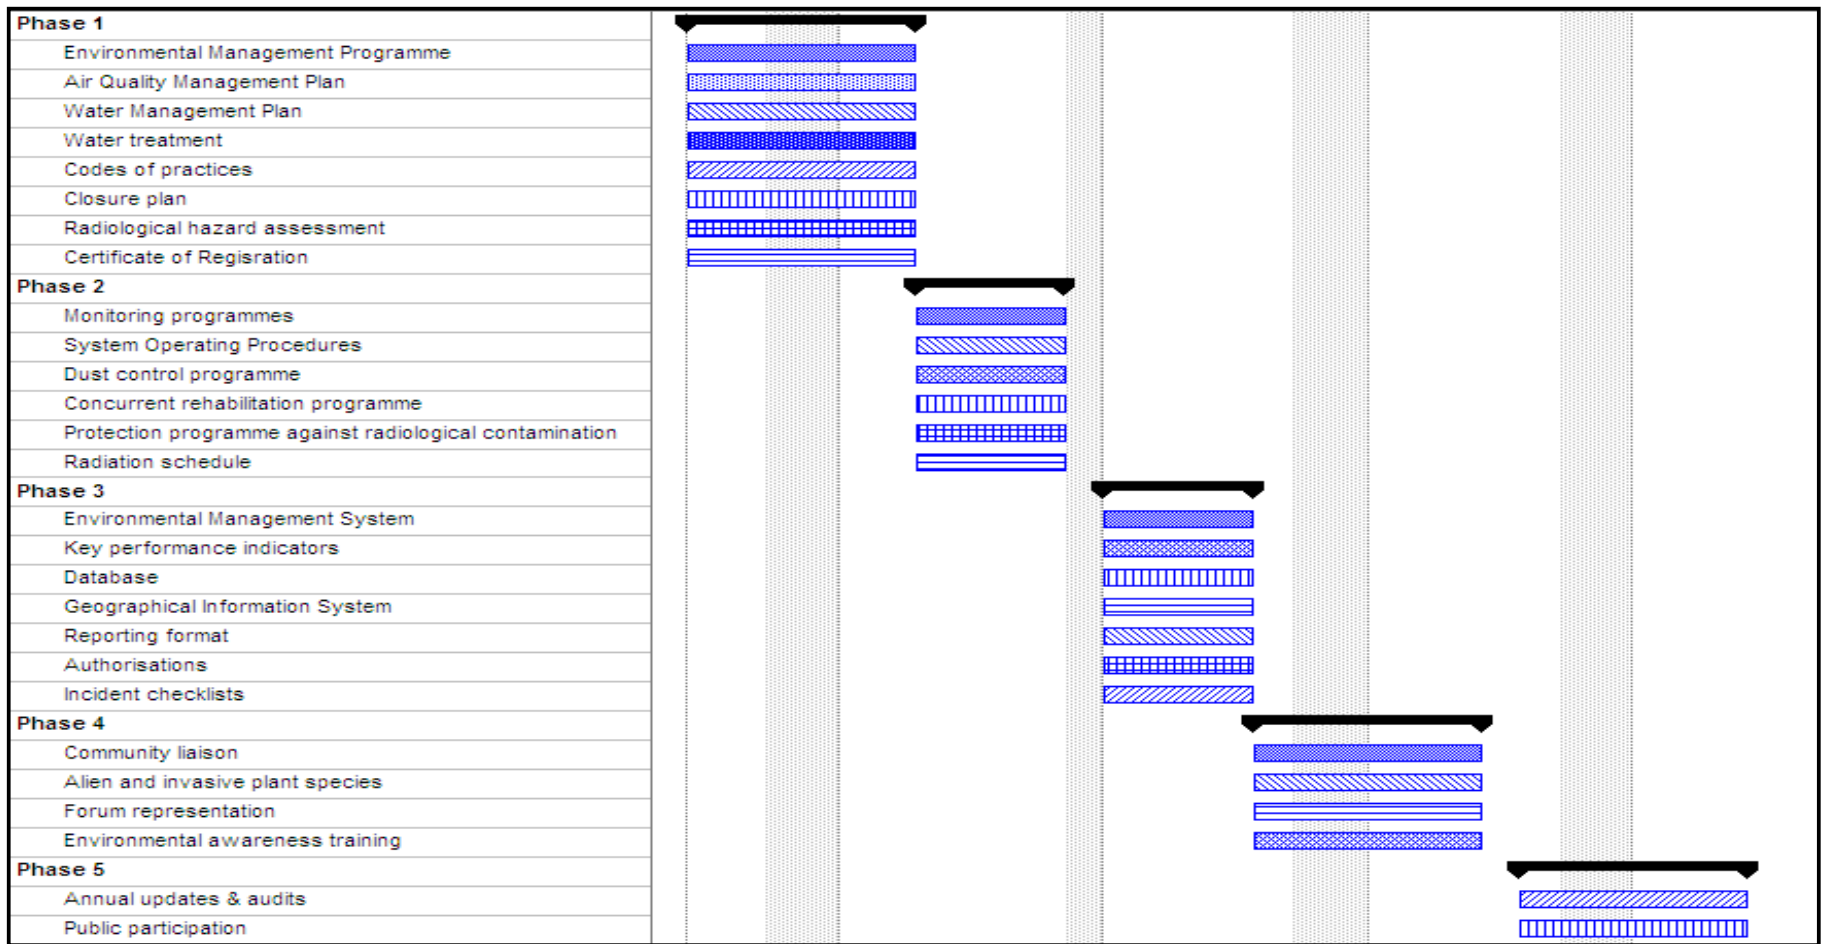 Phase 1
Environmental Management Programme
Air Quality Management Plan
Water Management Plan
Water treatment
Codes of practices
Closure plan
Radiological hazard assessment
Certificate of Regisration
Phase 2
Monitoring programmes
System Operating Procedures
Dust control programme
Concurrent rehabilitation programme
Protection programme against radiological contamination
Radiation schedule
Phase 3
Environmental Management System
Key performance indicators
Database
Geographical Information System
Reporting format
Authorisations
Incident checklists
Phase 4
Community liaison
Alien and invasive plant species
Forum representation
Environmental awareness training
Phase 5
Annual updates & audits
Public participation